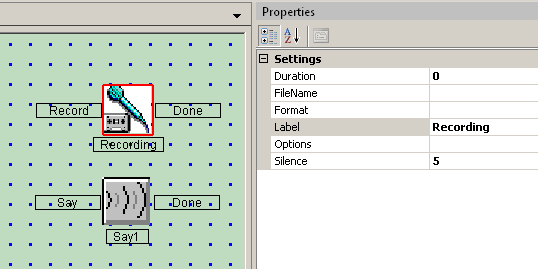 Properties
Settings
Duration 0
FileName
Format
Label Recording
Options
Silence 5
Record Done
Recording
Say Done
Say1